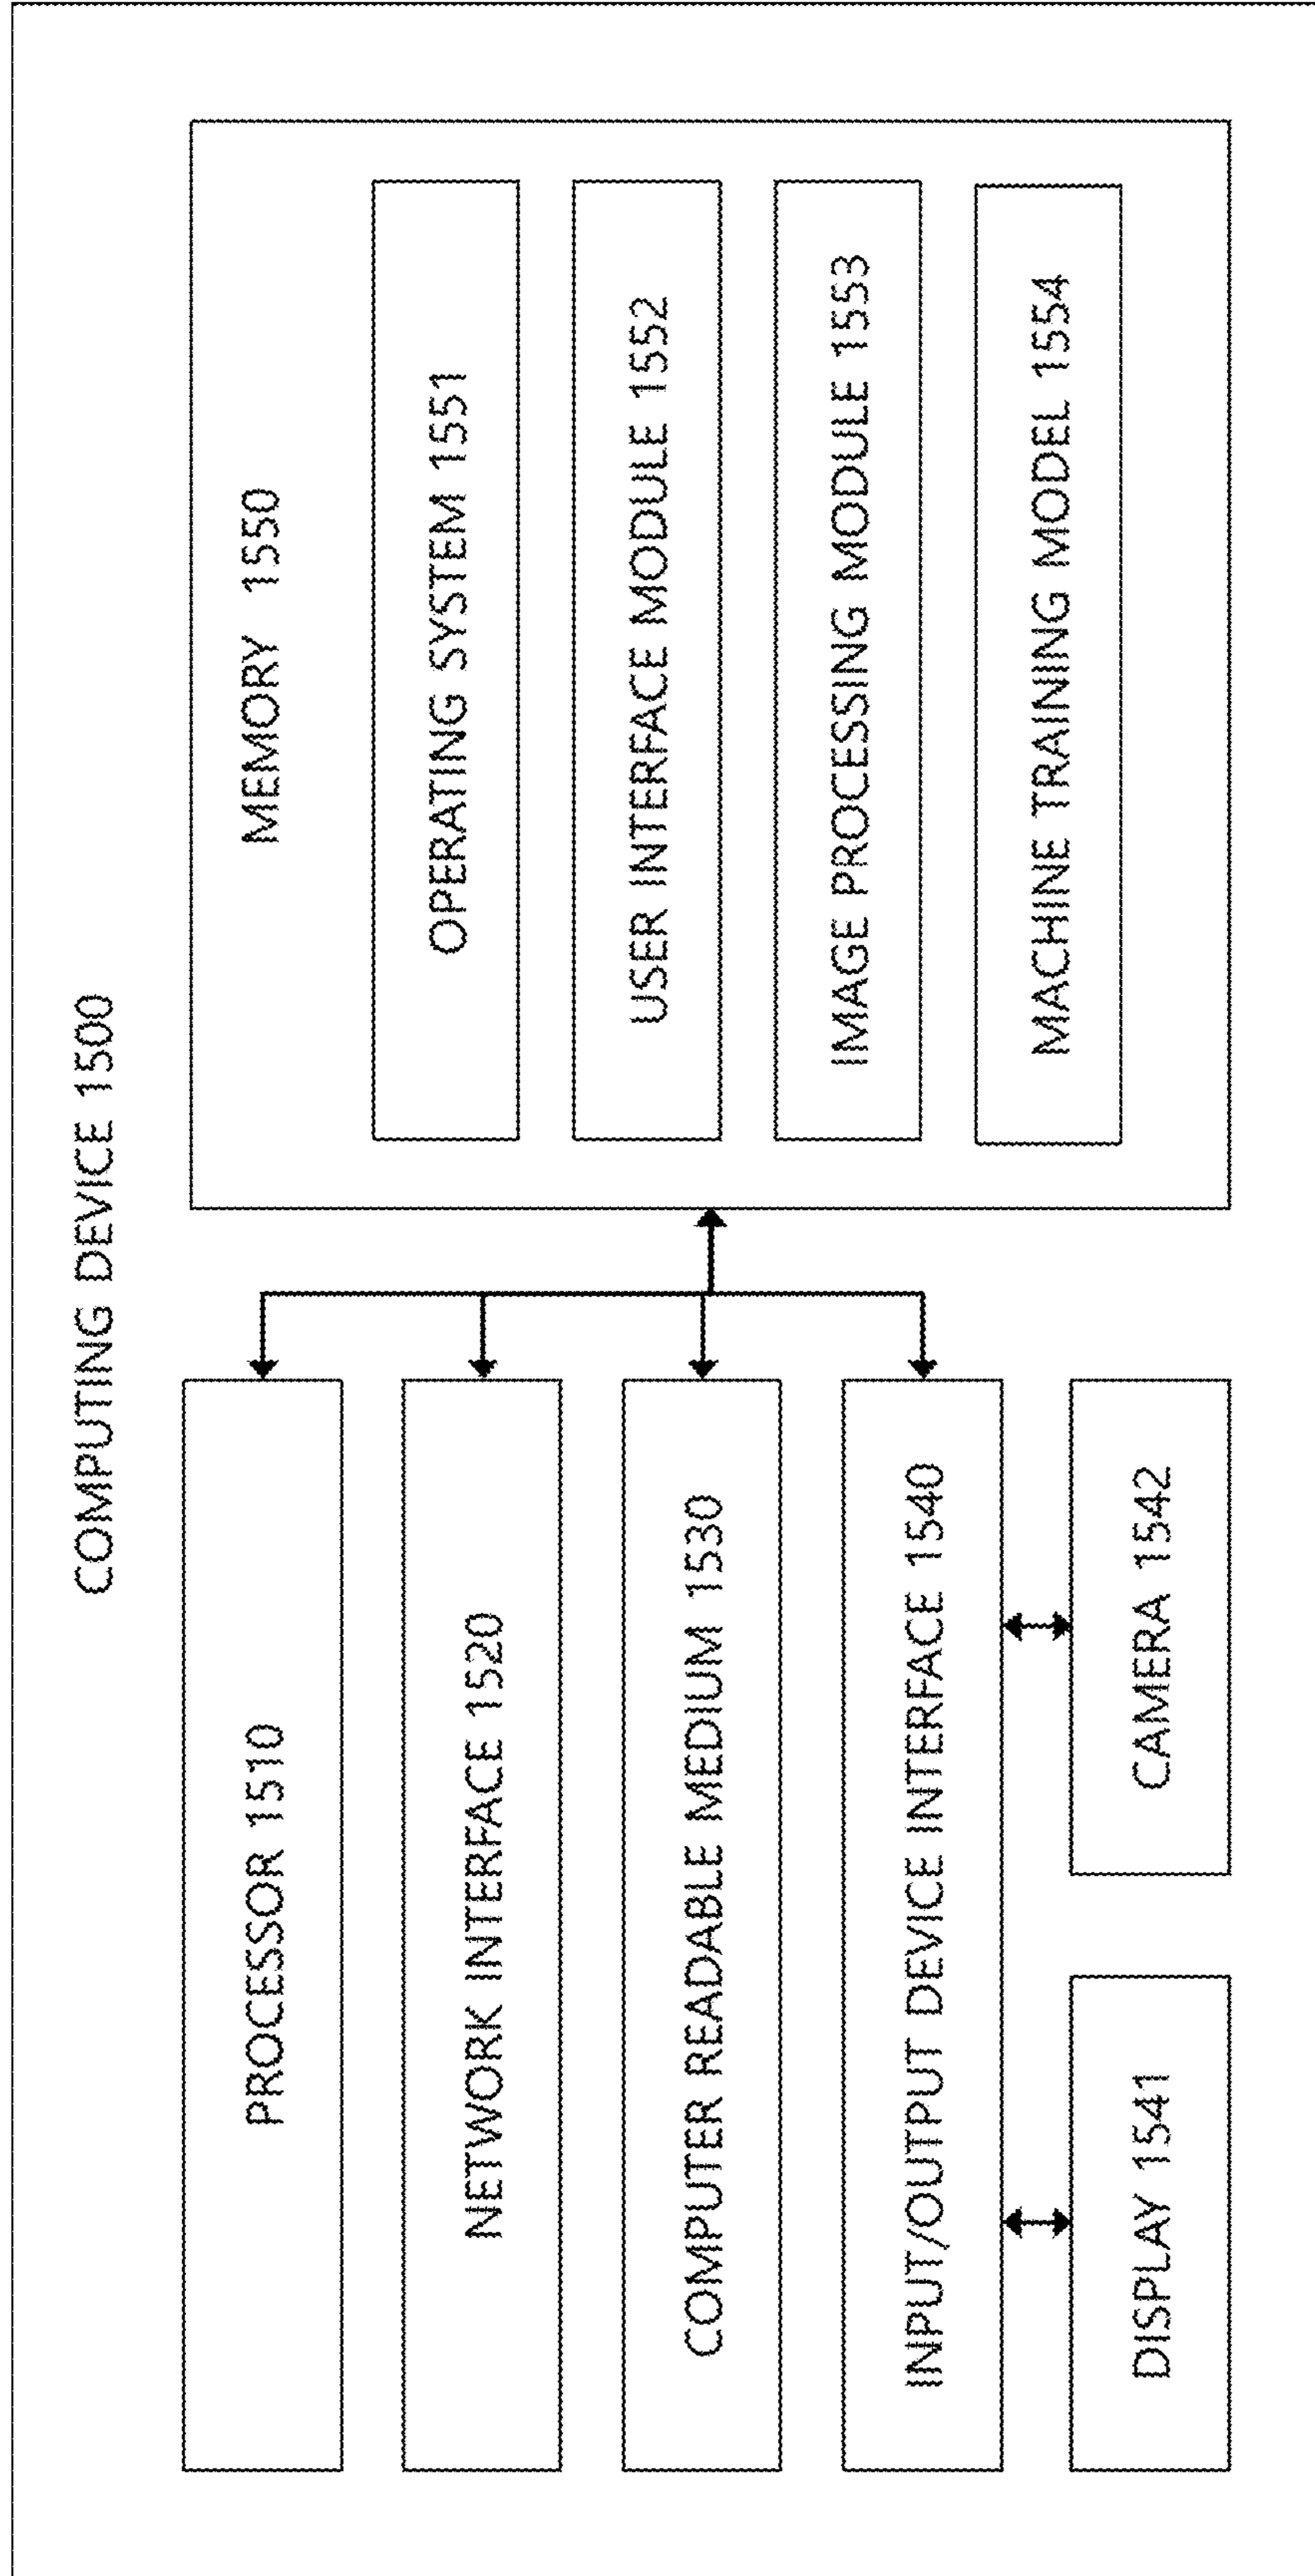 COMPUTING DEVICE 1500
PROCESSOR 1510
NETWORK INTERFACE 1520
COMPUTER READABLE MEDIUM 1530
INPUT/OUTPUT DEVICE INTERFACE 1540
DISPLAY 1541
CAMERA 1542
MEMORY 1550
OPERATING SYSTEM 1551
USER INTERFACE MODULE 1552
IMAGE PROCESSING MODULE 1553
MACHINE TRAINING MODEL 1554